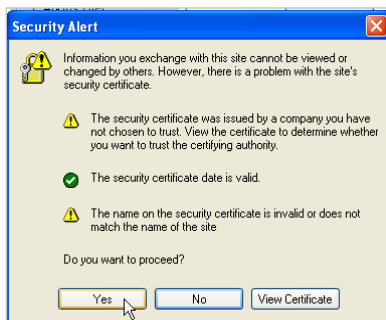 Security Alert
Information you exchange with this site cannot be viewed or
changed by others. However, there is a problem with the site's
security certificate.
The security certificate was issued by a company you have
not chosen to trust. View the certificate to determine whether
you want to trust the certifying authority.
The security certificate date is valid.
The name on the security certificate is invalid or does not
match the name of the site
Do you want to proceed?
Yes No View Certificate